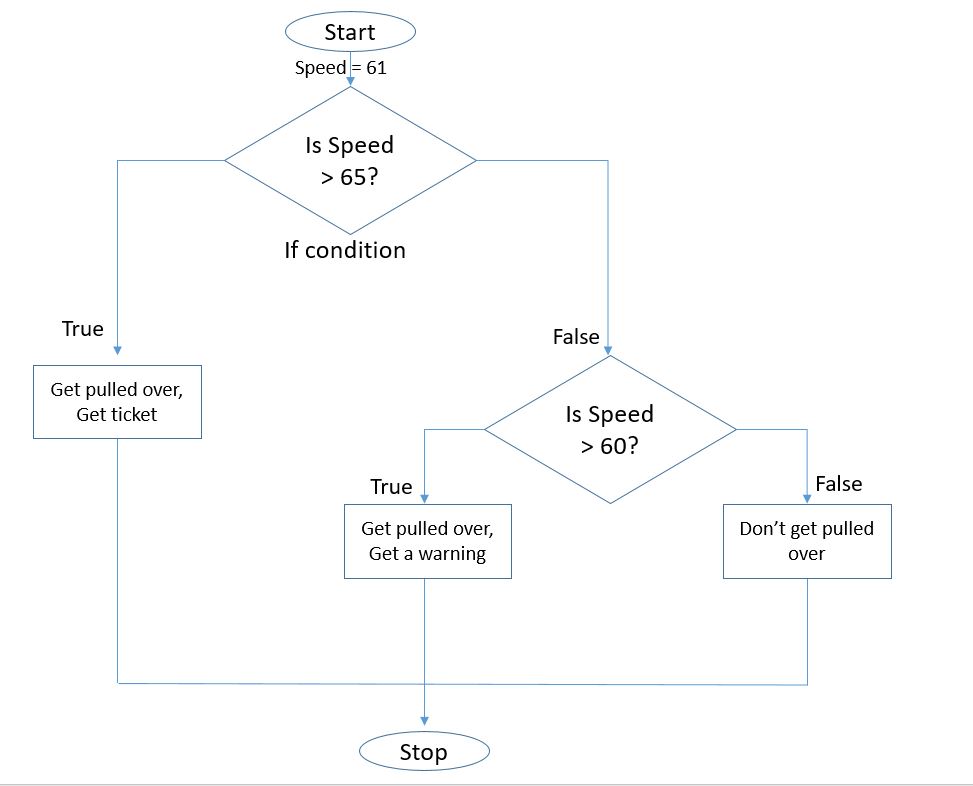 Start
Speed = 61
Is Speed
> 65?
If condition
True
False
Get pulled over,
Get ticket
Is Speed
> 60?
True
False
Get pulled over,
Get a warning
Don’t get pulled
over
Stop